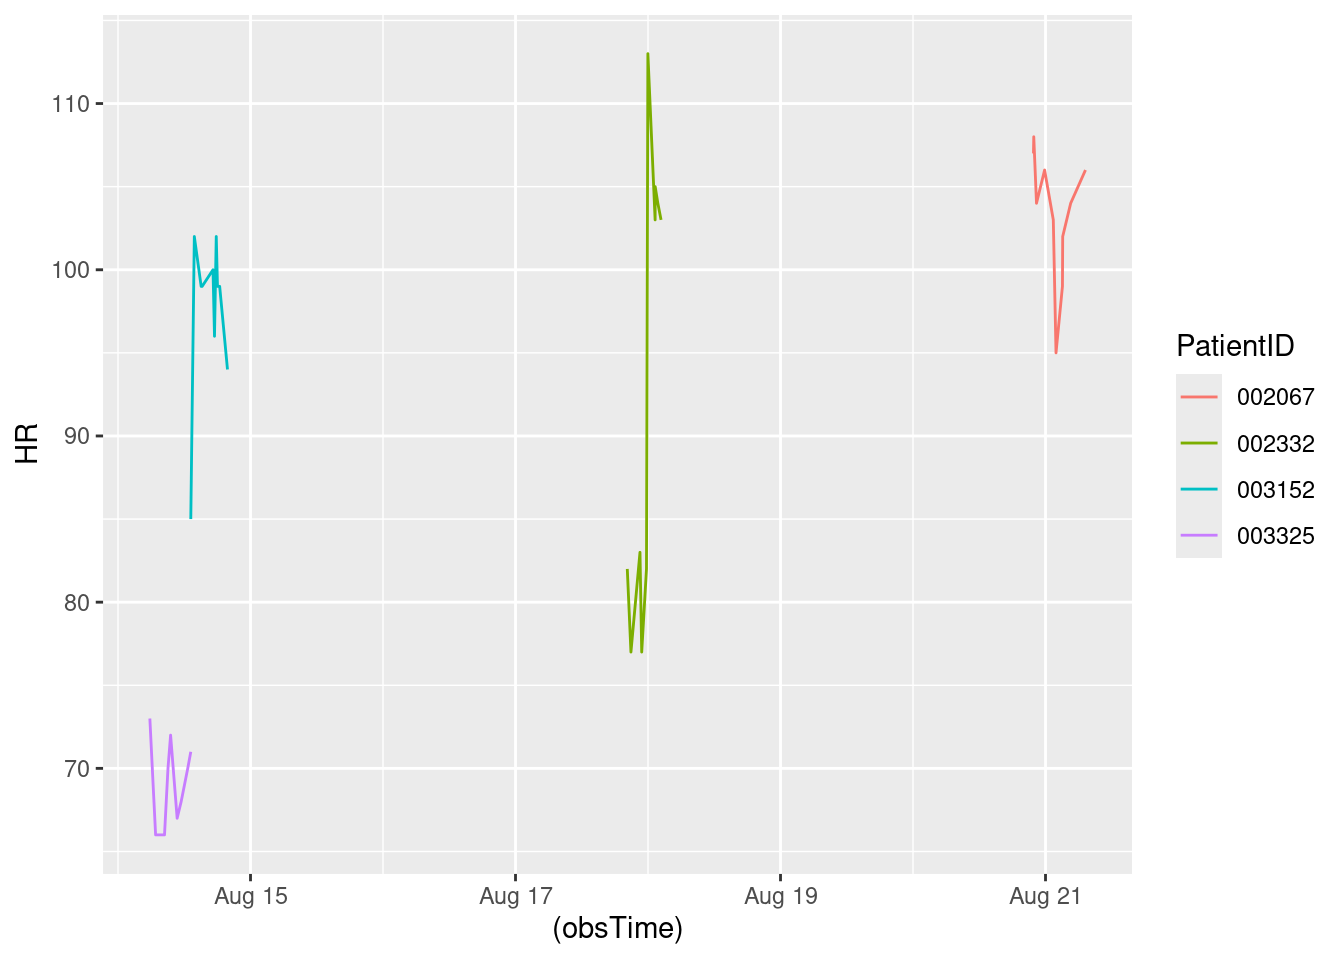 110
100
90
80
70
HR
Aug 15
Aug 17
Aug 19
Aug 21
(obsTime)
PatientID
002067
002332
003152
003325